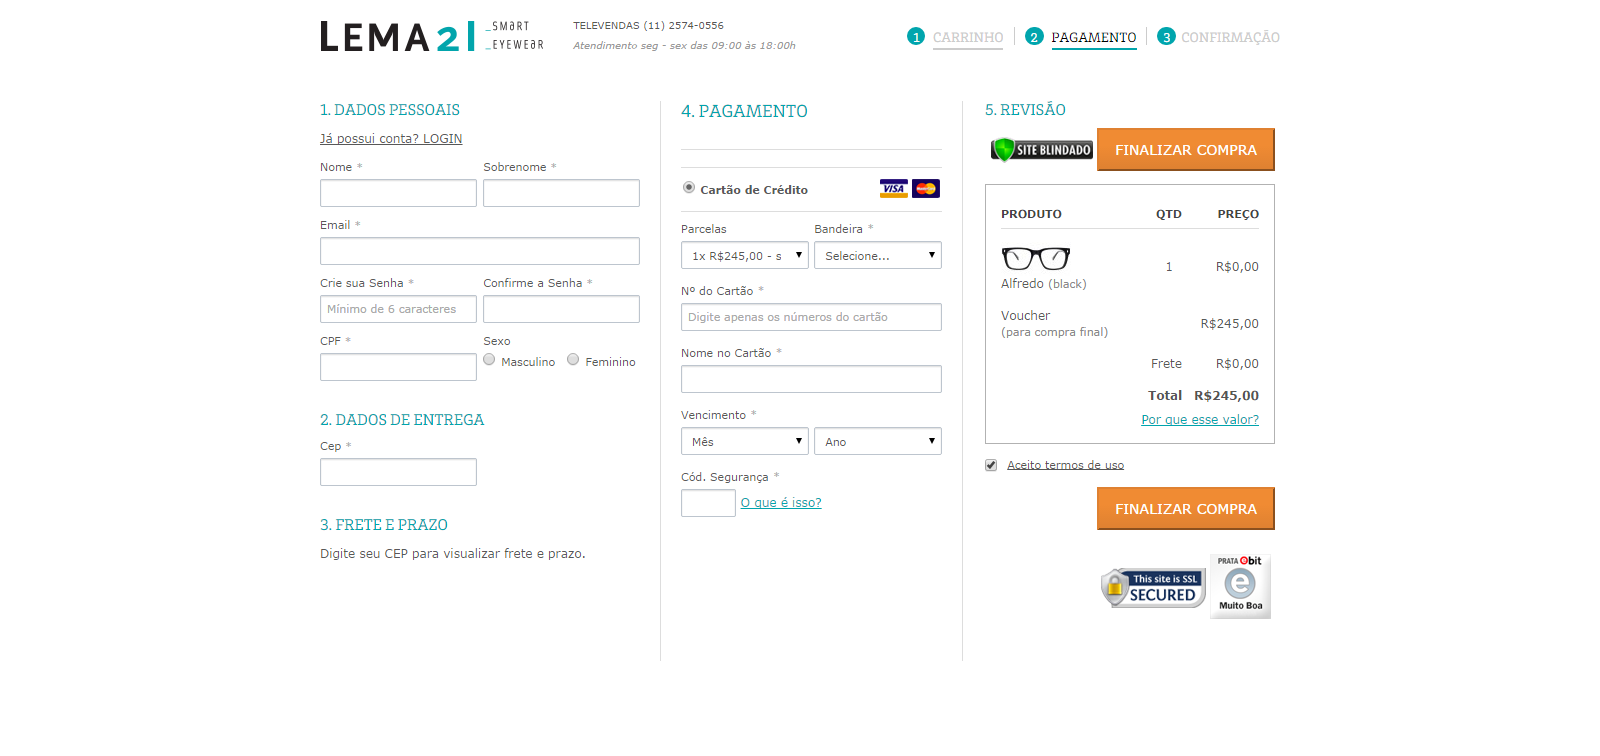 LEMA21 _SMART _EYEWEAR
TELEVENDAS (11) 2574-0556
Atendimento seg - sex das 09:00 às 18:00h
1 CARRINHO
2 PAGAMENTO
3 CONFIRMAÇÃO
1. DADOS PESSOAIS
Já possui conta? LOGIN
Nome * Sobrenome *
Email *
Crie sua Senha * Confirme a Senha *
Mínimo de 6 caracteres
CPF * Sexo
Masculino Feminino
2. DADOS DE ENTREGA
Cep *
3. FRETE E PRAZO
Digite seu CEP para visualizar frete e prazo.
4. PAGAMENTO
Cartão de Crédito VISA MasterCard
Parcelas Bandeira *
1x R$245,00 - s Selecione...
Nº do Cartão *
Digite apenas os números do cartão
Nome no Cartão *
Vencimento *
Mês Ano
Cód. Segurança *
O que é isso?
5. REVISÃO
SITE BLINDADO FINALIZAR COMPRA
PRODUTO QTD PREÇO
1 R$0,00
Alfredo (black)
Voucher
(para compra final) R$245,00
Frete R$0,00
Total R$245,00
Por que esse valor?
Aceito termos de uso
FINALIZAR COMPRA
This site is SSL
SECURED
PRATA ebit
e
Muito Boa